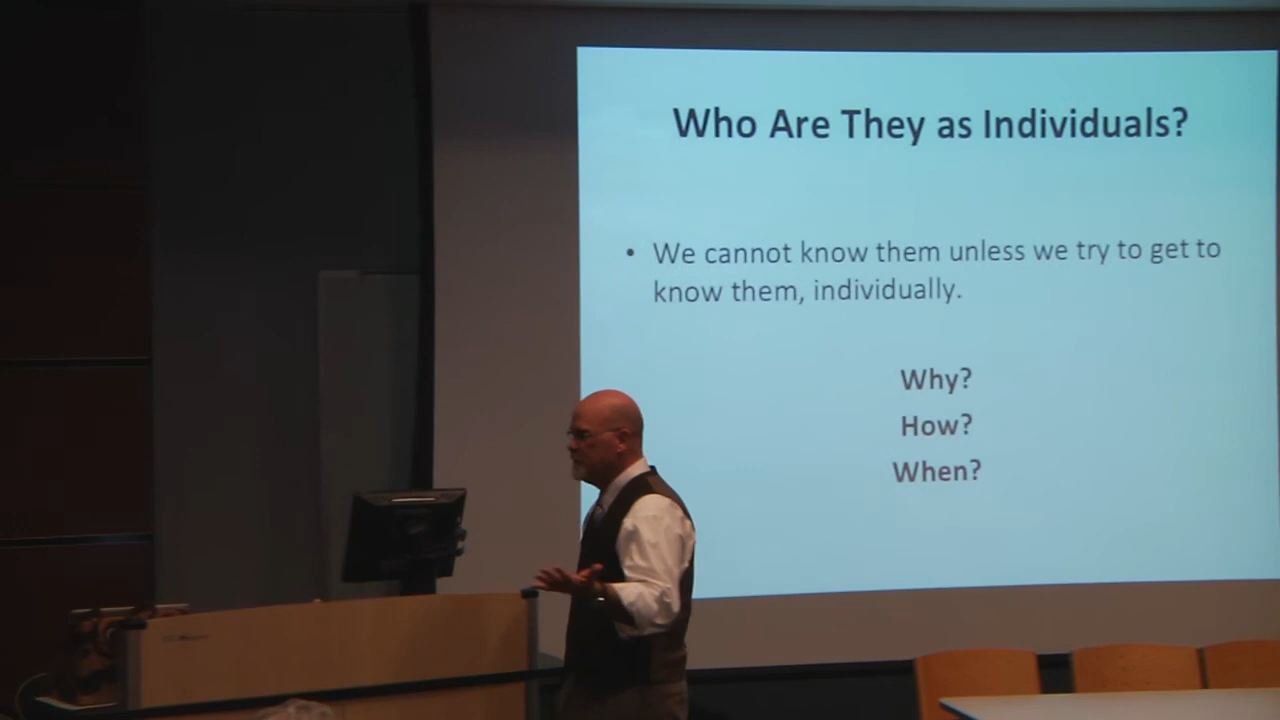 Who Are They as Individuals?
• We cannot know them unless we try to get to
know them, individually.
Why?
How?
When?